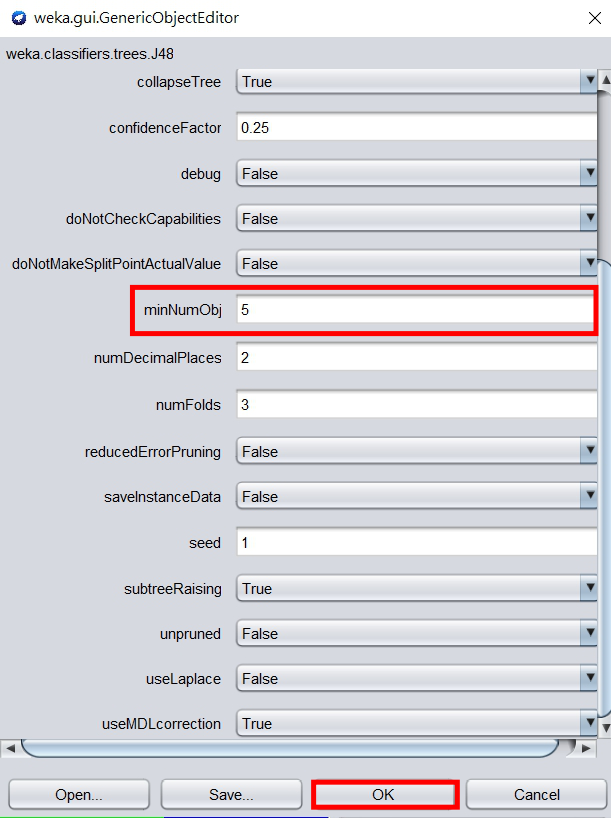 weka.gui.GenericObjectEditor
weka.classifiers.trees.J48
collapseTree True
confidenceFactor 0.25
debug False
doNotCheckCapabilities False
doNotMakeSplitPointActualValue False
minNumObj 5
numDecimalPlaces 2
numFolds 3
reducedErrorPruning False
saveInstanceData False
seed 1
subtreeRaising True
unpruned False
useLaplace False
useMDLcorrection True
Open... Save... OK Cancel